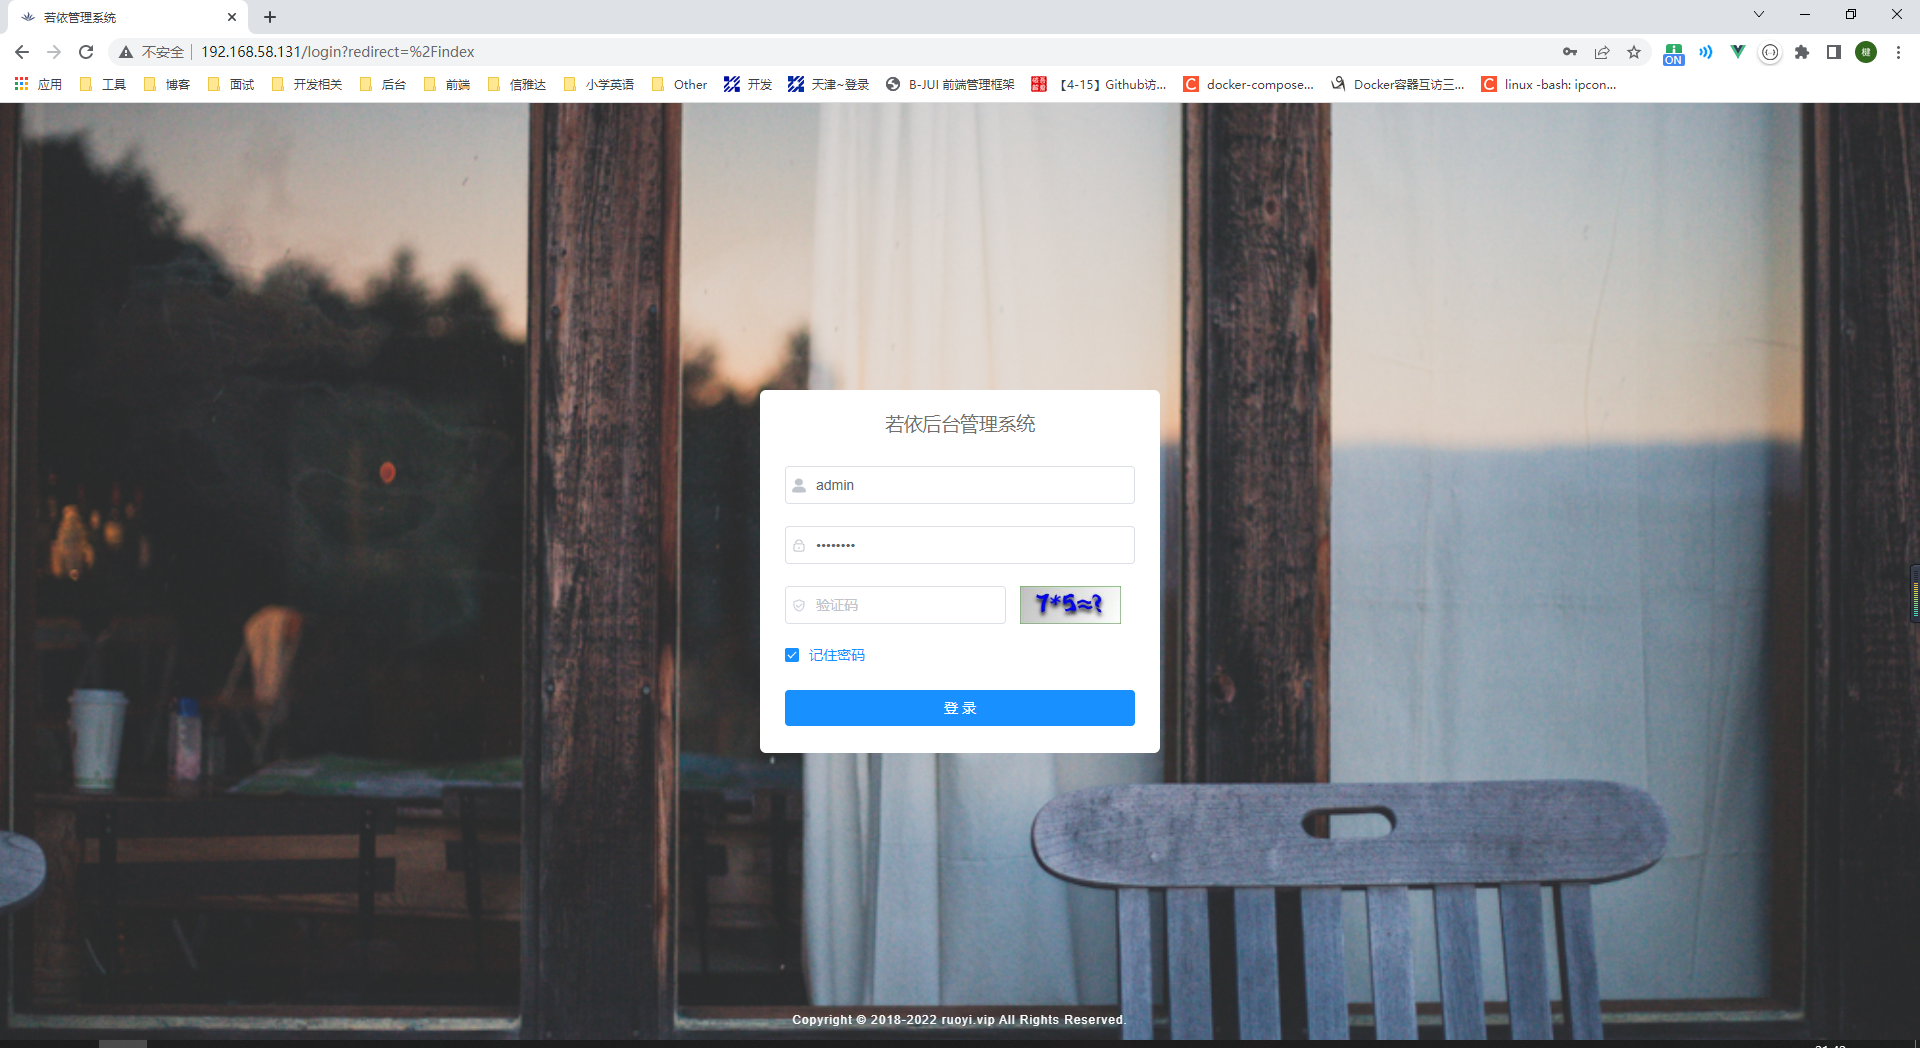 若依管理系统
不安全 192.168.58.131/login?redirect=%2Findex
ON 楗
应用 工具 博客 面试 开发相关 后台 前端 信雅达 小学英语 Other 开发 天津~登录 B-JUI 前端管理框架 【4-15】Github访... docker-compose... Docker容器互访三... linux -bash: ipcon...
若依后台管理系统
admin
••••••••
验证码 7*5≈?
记住密码
登 录
Copyright © 2018-2022 ruoyi.vip All Rights Reserved.